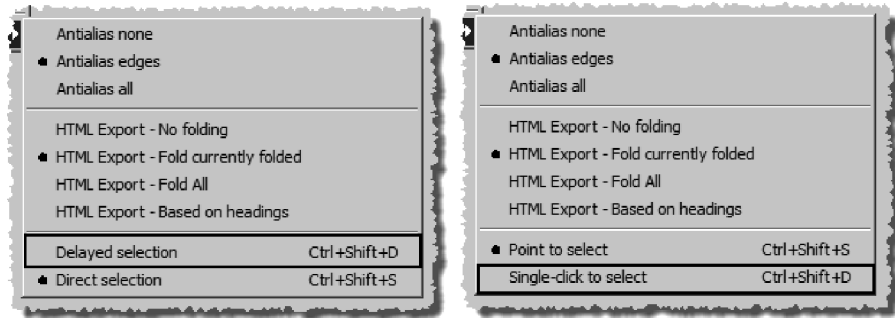 Antialias none
Antialias edges
Antialias all
HTML Export - No folding
HTML Export - Fold currently folded
HTML Export - Fold All
HTML Export - Based on headings
Delayed selection Ctrl+Shift+D
Direct selection Ctrl+Shift+S
Antialias none
Antialias edges
Antialias all
HTML Export - No folding
HTML Export - Fold currently folded
HTML Export - Fold All
HTML Export - Based on headings
Point to select Ctrl+Shift+S
Single-click to select Ctrl+Shift+D